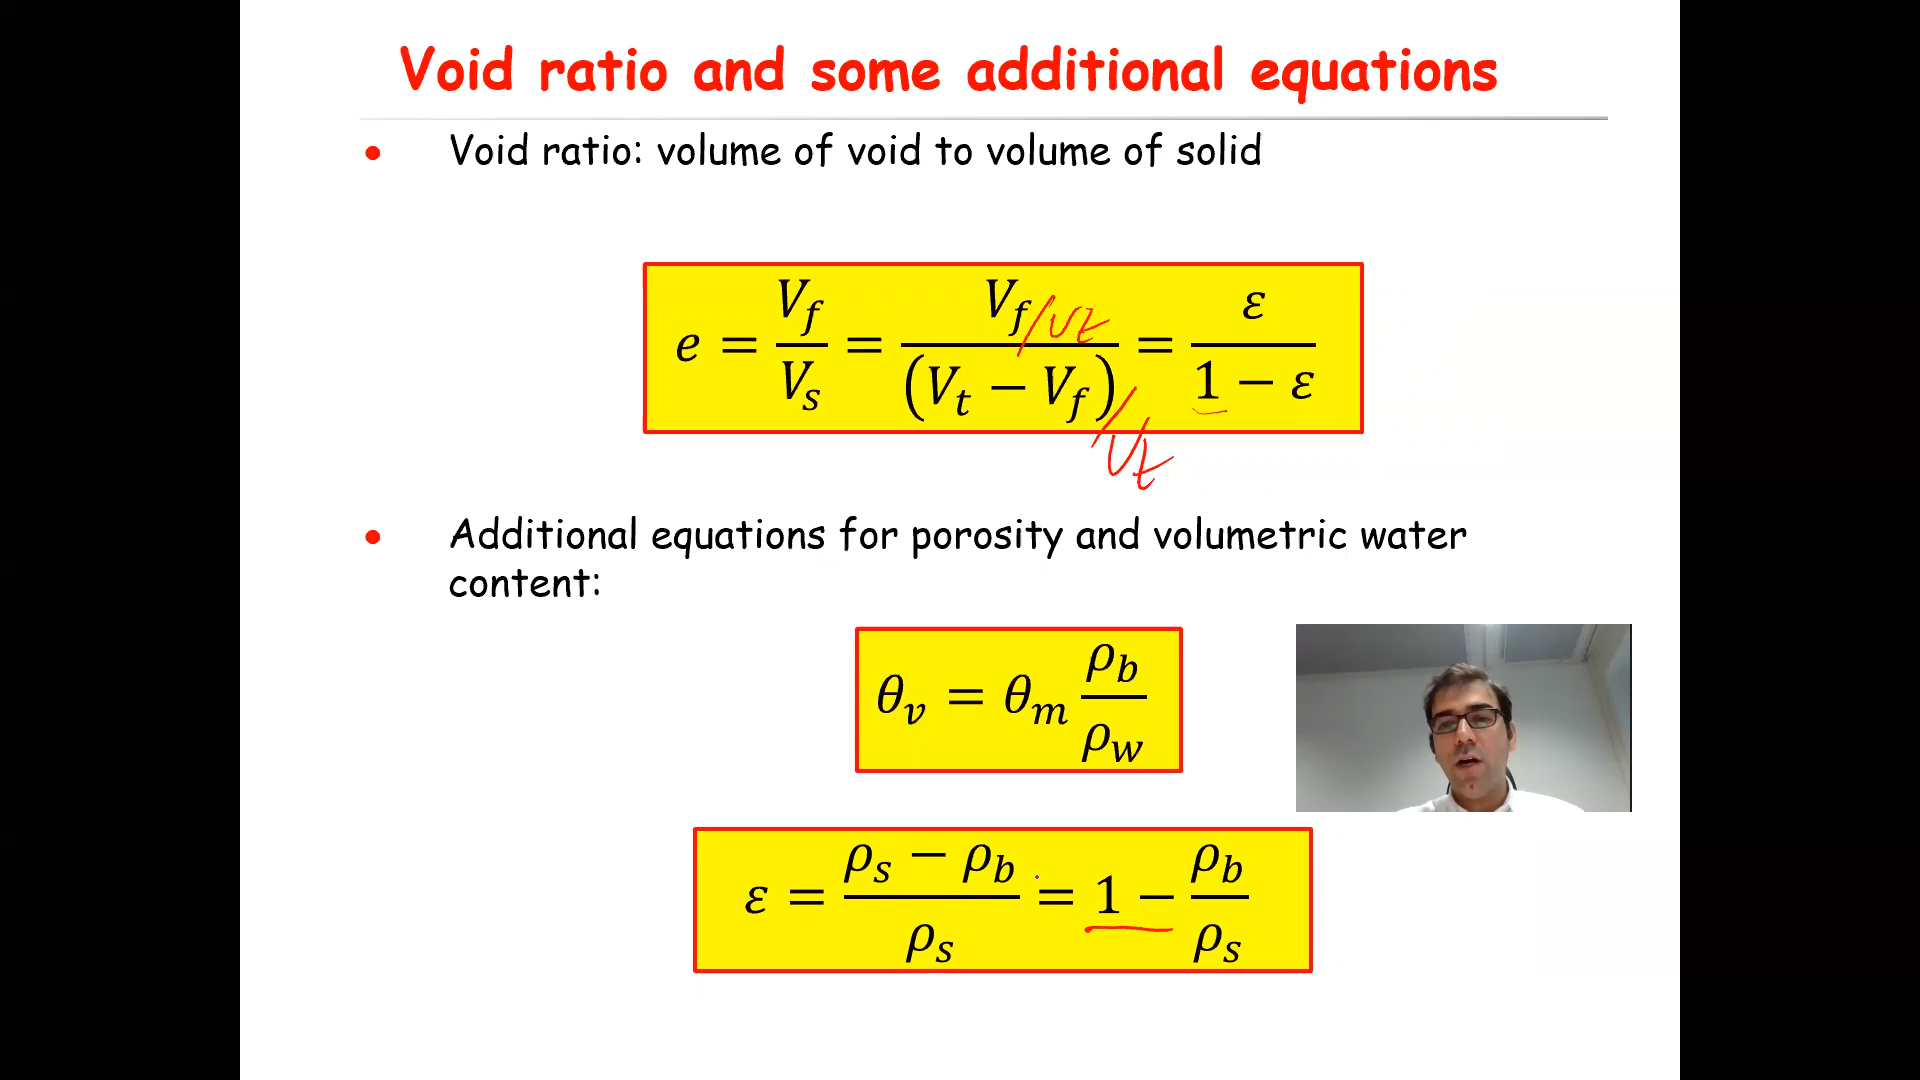 Void ratio and some additional equations
• Void ratio: volume of void to volume of solid
e = V_f / V_s = V_f /Vt / (V_t − V_f) /Vt = ε / (1 − ε)
• Additional equations for porosity and volumetric water
content:
θ_v = θ_m ρ_b / ρ_w
ε = (ρ_s − ρ_b) / ρ_s = 1 − ρ_b / ρ_s